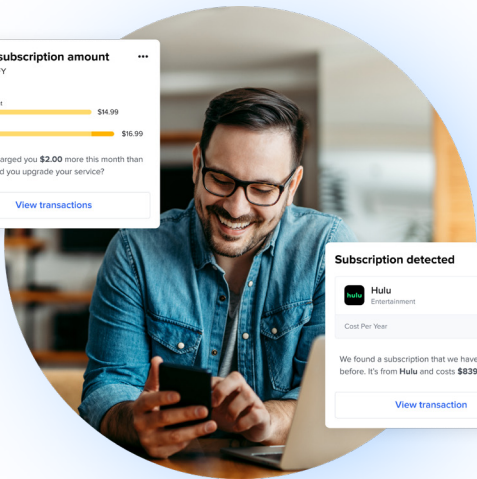 subscription amount
$14.99
$16.99
arged you $2.00 more this month than
d you upgrade your service?
View transactions
Subscription detected
hulu
Hulu
Entertainment
Cost Per Year
We found a subscription that we have
before. It's from Hulu and costs $839
View transaction